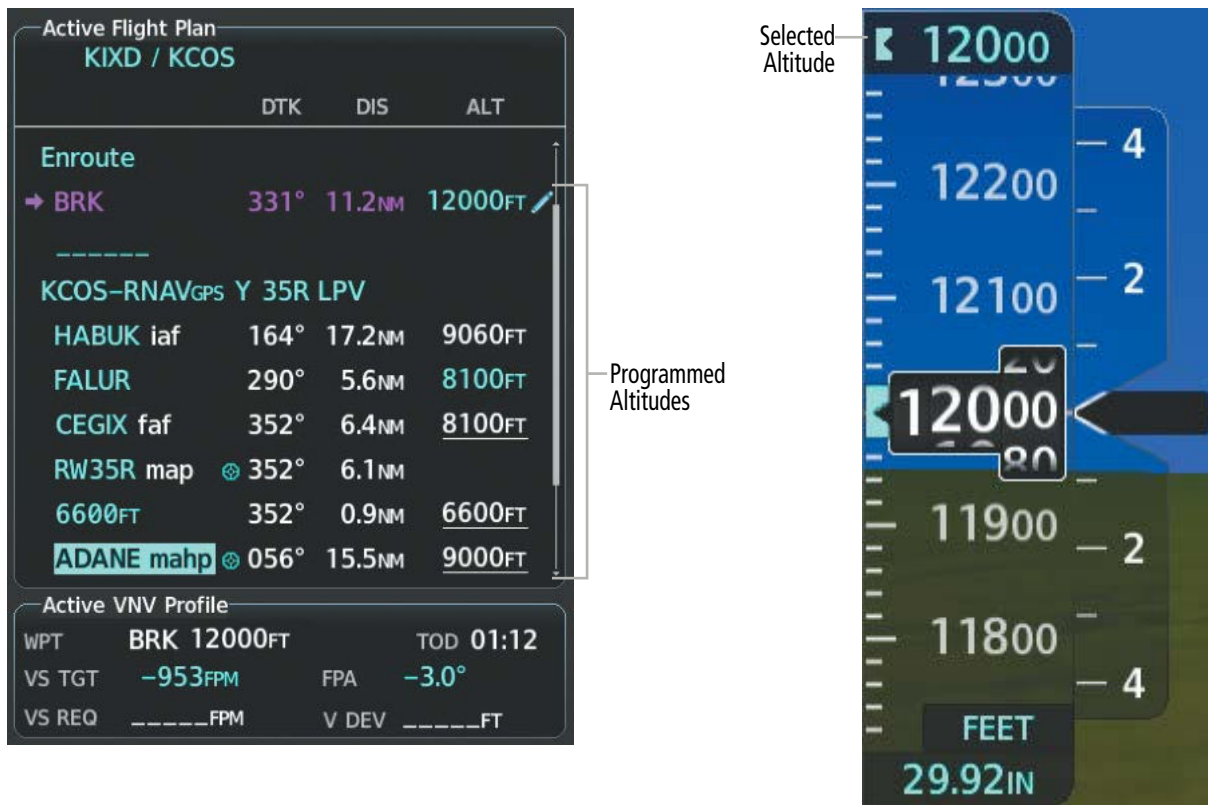 Active Flight Plan
KIXD / KCOS
DTK DIS ALT
Enroute
BRK 331° 11.2NM 12000FT
______
KCOS–RNAVGPS Y 35R LPV
HABUK iaf 164° 17.2NM 9060FT
FALUR 290° 5.6NM 8100FT
CEGIX faf 352° 6.4NM 8100FT
RW35R map 352° 6.1NM
6600FT 352° 0.9NM 6600FT
ADANE mahp 056° 15.5NM 9000FT
Active VNV Profile
WPT BRK 12000FT TOD 01:12
VS TGT –953FPM FPA –3.0°
VS REQ _____FPM V DEV _____FT
Programmed
Altitudes
Selected
Altitude
12000
12300
12200
12100
20
12000
80
11900
11800
4
2
2
4
FEET
29.92IN